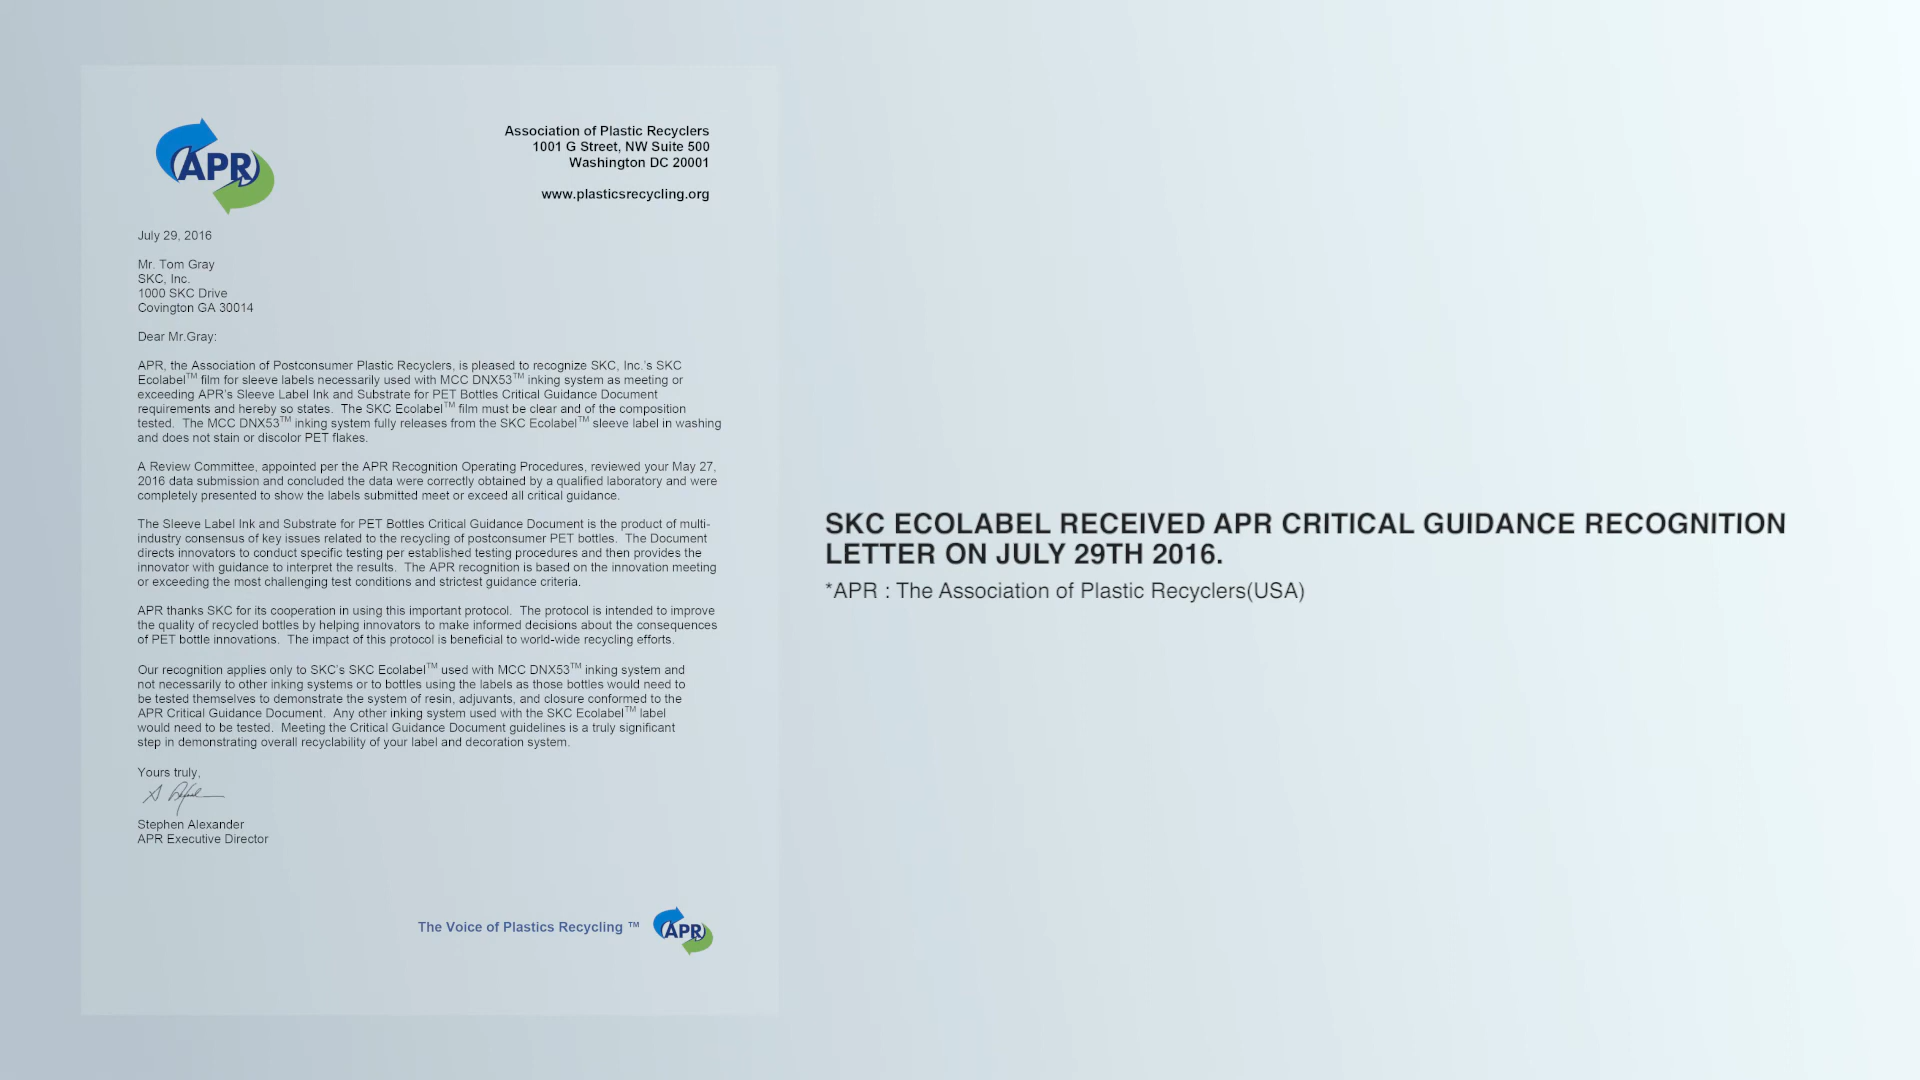 APR
Association of Plastic Recyclers
1001 G Street, NW Suite 500
Washington DC 20001
www.plasticsrecycling.org
July 29, 2016
Mr. Tom Gray
SKC, Inc.
1000 SKC Drive
Covington GA 30014
Dear Mr.Gray:
APR, the Association of Postconsumer Plastic Recyclers, is pleased to recognize SKC, Inc.'s SKC
Ecolabel™ film for sleeve labels necessarily used with MCC DNX53™ inking system as meeting or
exceeding APR's Sleeve Label Ink and Substrate for PET Bottles Critical Guidance Document
requirements and hereby so states. The SKC Ecolabel™ film must be clear and of the composition
tested. The MCC DNX53™ inking system fully releases from the SKC Ecolabel™ sleeve label in washing
and does not stain or discolor PET flakes.
A Review Committee, appointed per the APR Recognition Operating Procedures, reviewed your May 27,
2016 data submission and concluded the data were correctly obtained by a qualified laboratory and were
completely presented to show the labels submitted meet or exceed all critical guidance.
The Sleeve Label Ink and Substrate for PET Bottles Critical Guidance Document is the product of multi-
industry consensus of key issues related to the recycling of postconsumer PET bottles. The Document
directs innovators to conduct specific testing per established testing procedures and then provides the
innovator with guidance to interpret the results. The APR recognition is based on the innovation meeting
or exceeding the most challenging test conditions and strictest guidance criteria.
APR thanks SKC for its cooperation in using this important protocol. The protocol is intended to improve
the quality of recycled bottles by helping innovators to make informed decisions about the consequences
of PET bottle innovations. The impact of this protocol is beneficial to world-wide recycling efforts.
Our recognition applies only to SKC's SKC Ecolabel™ used with MCC DNX53™ inking system and
not necessarily to other inking systems or to bottles using the labels as those bottles would need to
be tested themselves to demonstrate the system of resin, adjuvants, and closure conformed to the
APR Critical Guidance Document. Any other inking system used with the SKC Ecolabel™ label
would need to be tested. Meeting the Critical Guidance Document guidelines is a truly significant
step in demonstrating overall recyclability of your label and decoration system.
Yours truly,
Stephen Alexander
APR Executive Director
The Voice of Plastics Recycling ™
APR
SKC ECOLABEL RECEIVED APR CRITICAL GUIDANCE RECOGNITION
LETTER ON JULY 29TH 2016.
*APR : The Association of Plastic Recyclers(USA)